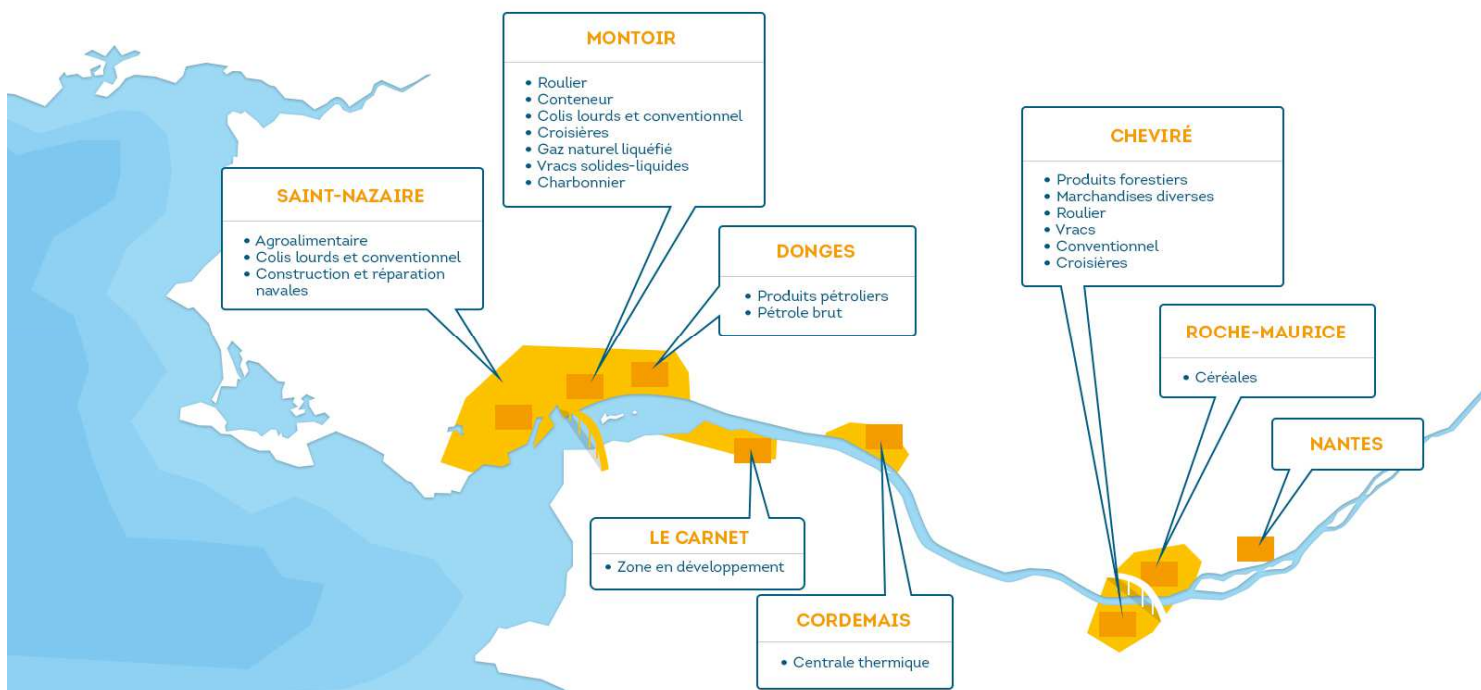 MONTOIR
• Roulier
• Conteneur
• Colis lourds et conventionnel
• Croisières
• Gaz naturel liquéfié
• Vracs solides-liquides
• Charbonnier
SAINT-NAZAIRE
• Agroalimentaire
• Colis lourds et conventionnel
• Construction et réparation
navales
DONGES
• Produits pétroliers
• Pétrole brut
CHEVIRÉ
• Produits forestiers
• Marchandises diverses
• Roulier
• Vracs
• Conventionnel
• Croisières
ROCHE-MAURICE
• Céréales
NANTES
LE CARNET
• Zone en développement
CORDEMAIS
• Centrale thermique